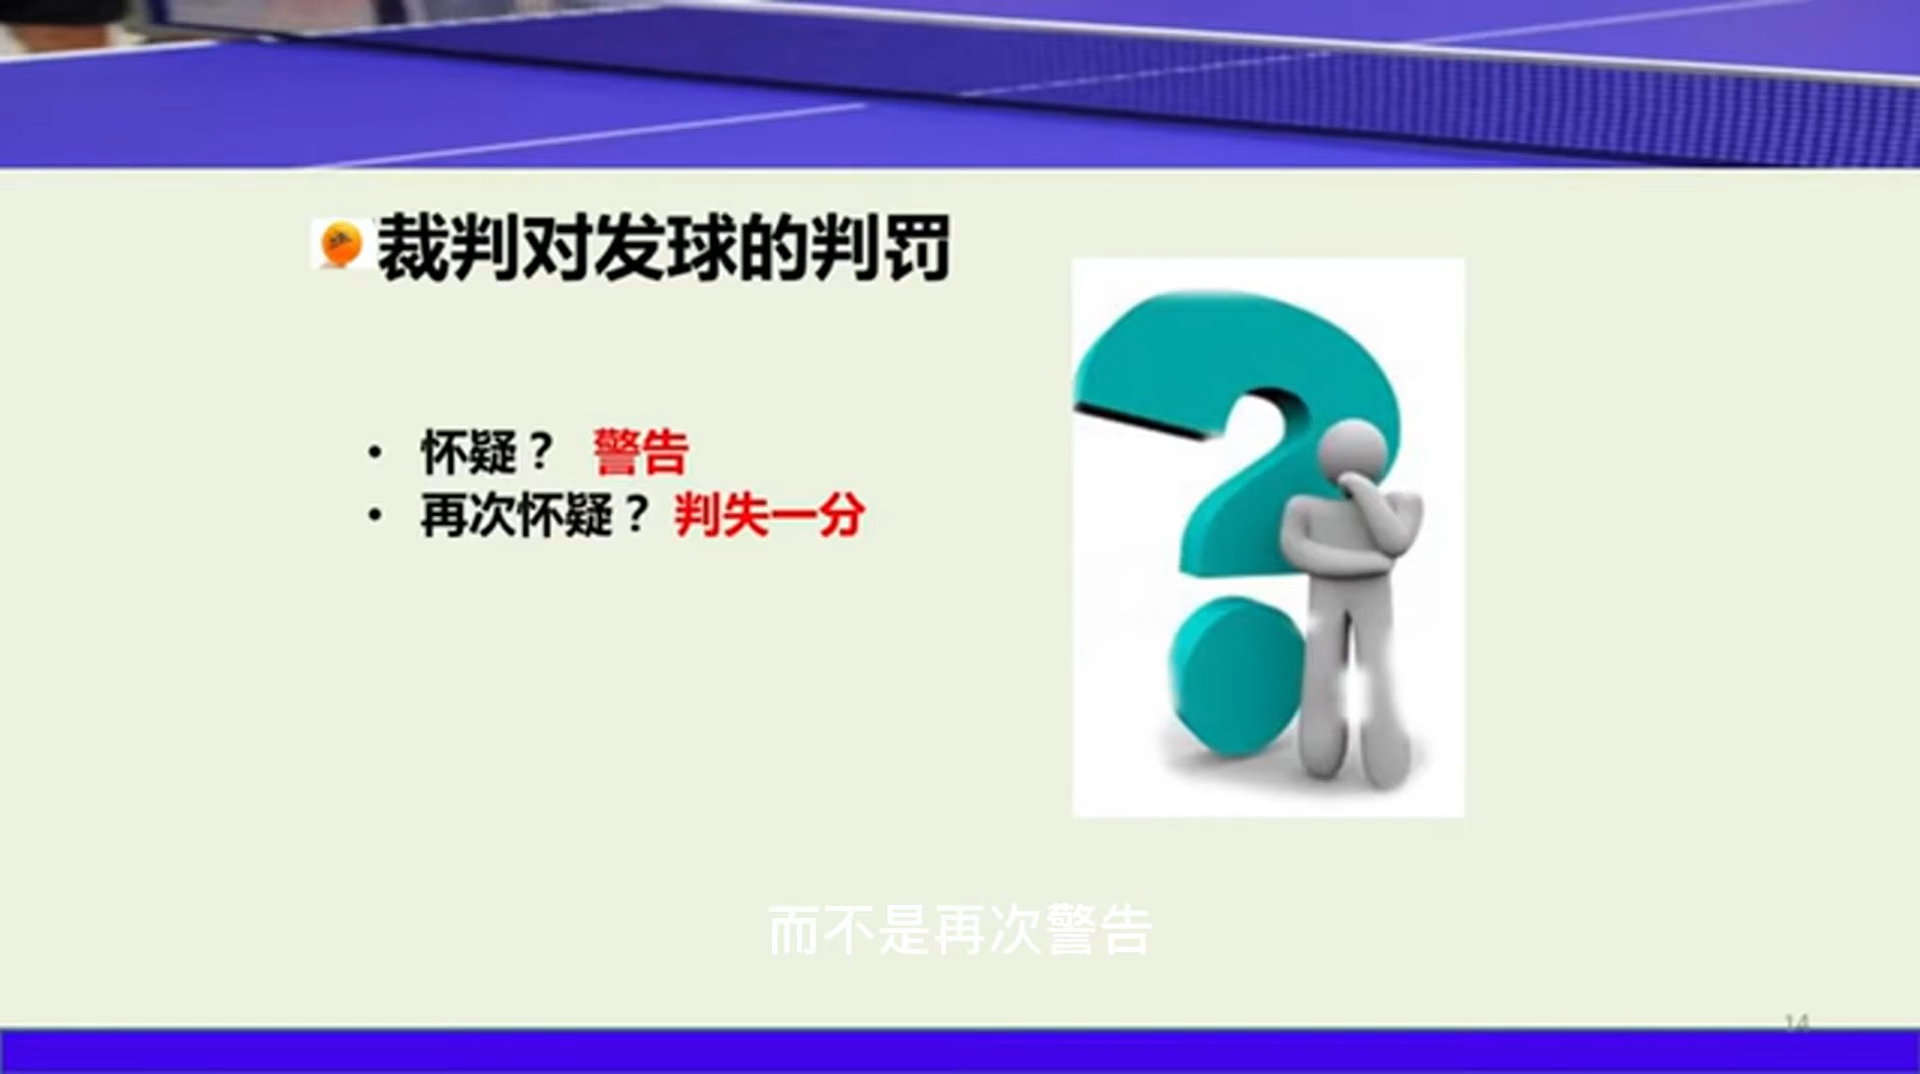 裁判对发球的判罚
• 怀疑？ 警告
• 再次怀疑？ 判失一分
而不是再次警告
14